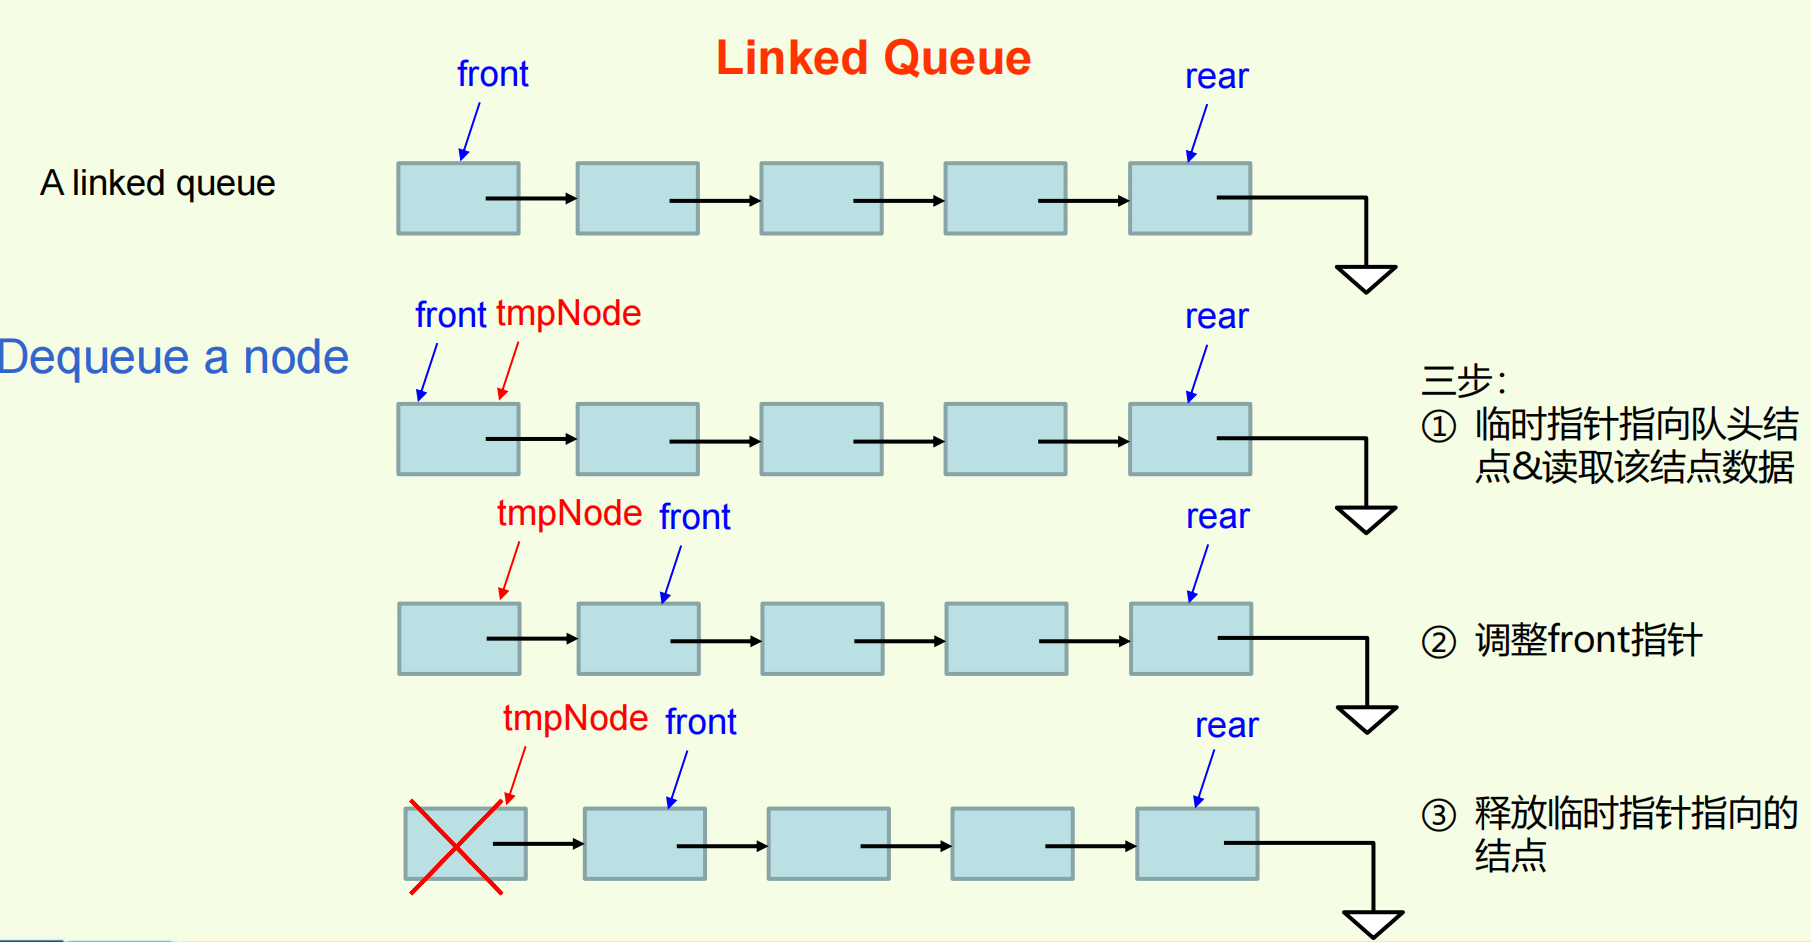 Linked Queue
front
rear
A linked queue
front tmpNode
rear
Dequeue a node
三步：
① 临时指针指向队头结
点&读取该结点数据
tmpNode front
rear
② 调整front指针
tmpNode front
rear
③ 释放临时指针指向的
结点